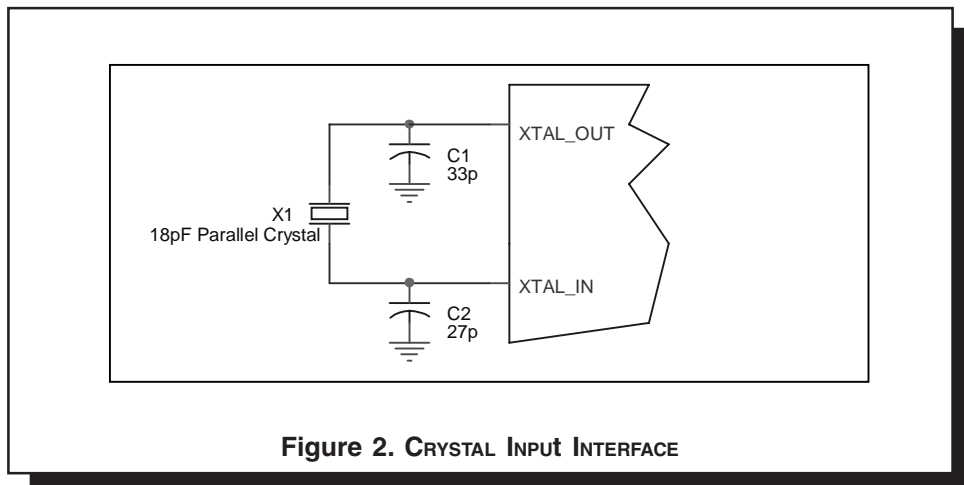 XTAL_OUT
C1
33p
X1
18pF Parallel Crystal
XTAL_IN
C2
27p
Figure 2. CRYSTAL INPUt INTERFACE